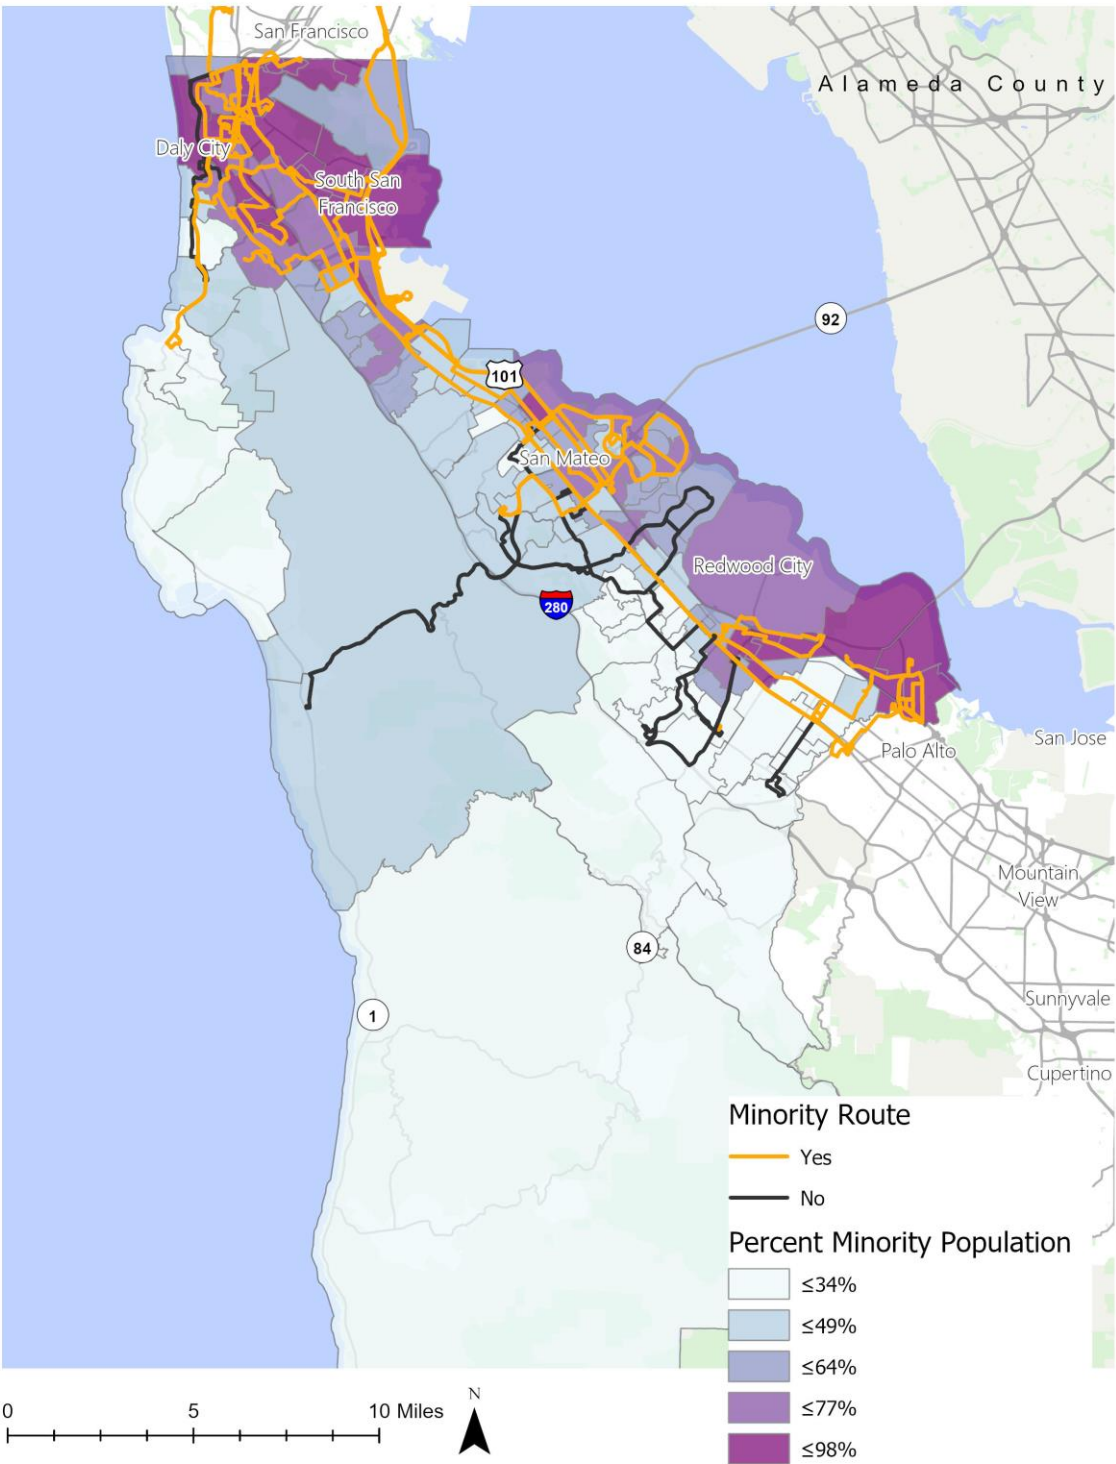 San Francisco
Alameda County
Daly City
South San
Francisco
92
101
San Mateo
Redwood City
280
San Jose
Palo Alto
Mountain
View
84
Sunnyvale
1
Cupertino
Minority Route
Yes
No
Percent Minority Population
≤34%
≤49%
≤64%
≤77%
≤98%
0 5 10 Miles
N